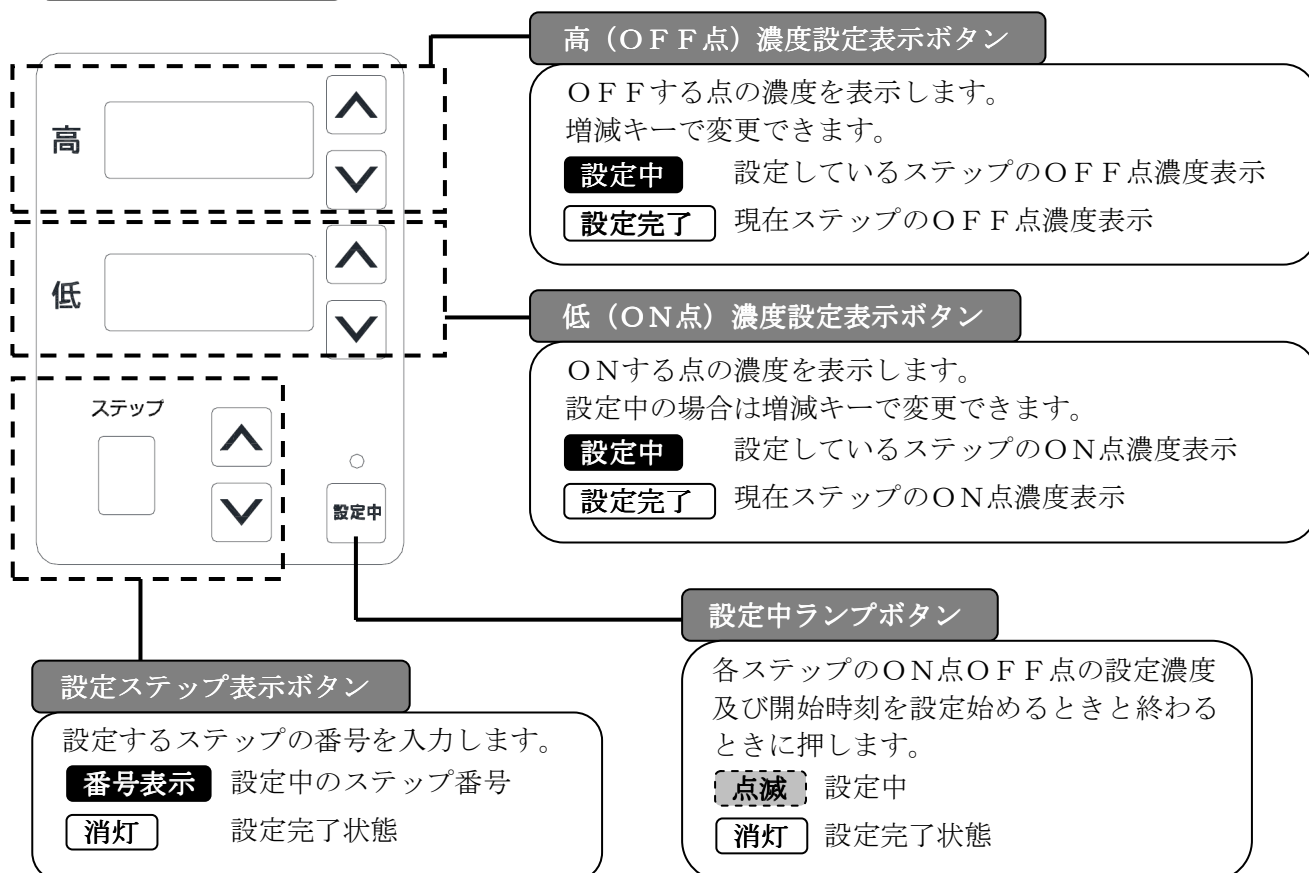 高
低
ステップ
設定中
高（ＯＦＦ点）濃度設定表示ボタン
ＯＦＦする点の濃度を表示します。
増減キーで変更できます。
設定中 設定しているステップのＯＦＦ点濃度表示
設定完了 現在ステップのＯＦＦ点濃度表示
低（ＯＮ点）濃度設定表示ボタン
ＯＮする点の濃度を表示します。
設定中の場合は増減キーで変更できます。
設定中 設定しているステップのＯＮ点濃度表示
設定完了 現在ステップのＯＮ点濃度表示
設定中ランプボタン
各ステップのＯＮ点ＯＦＦ点の設定濃度
及び開始時刻を設定始めるときと終わる
ときに押します。
点滅 設定中
消灯 設定完了状態
設定ステップ表示ボタン
設定するステップの番号を入力します。
番号表示 設定中のステップ番号
消灯 設定完了状態